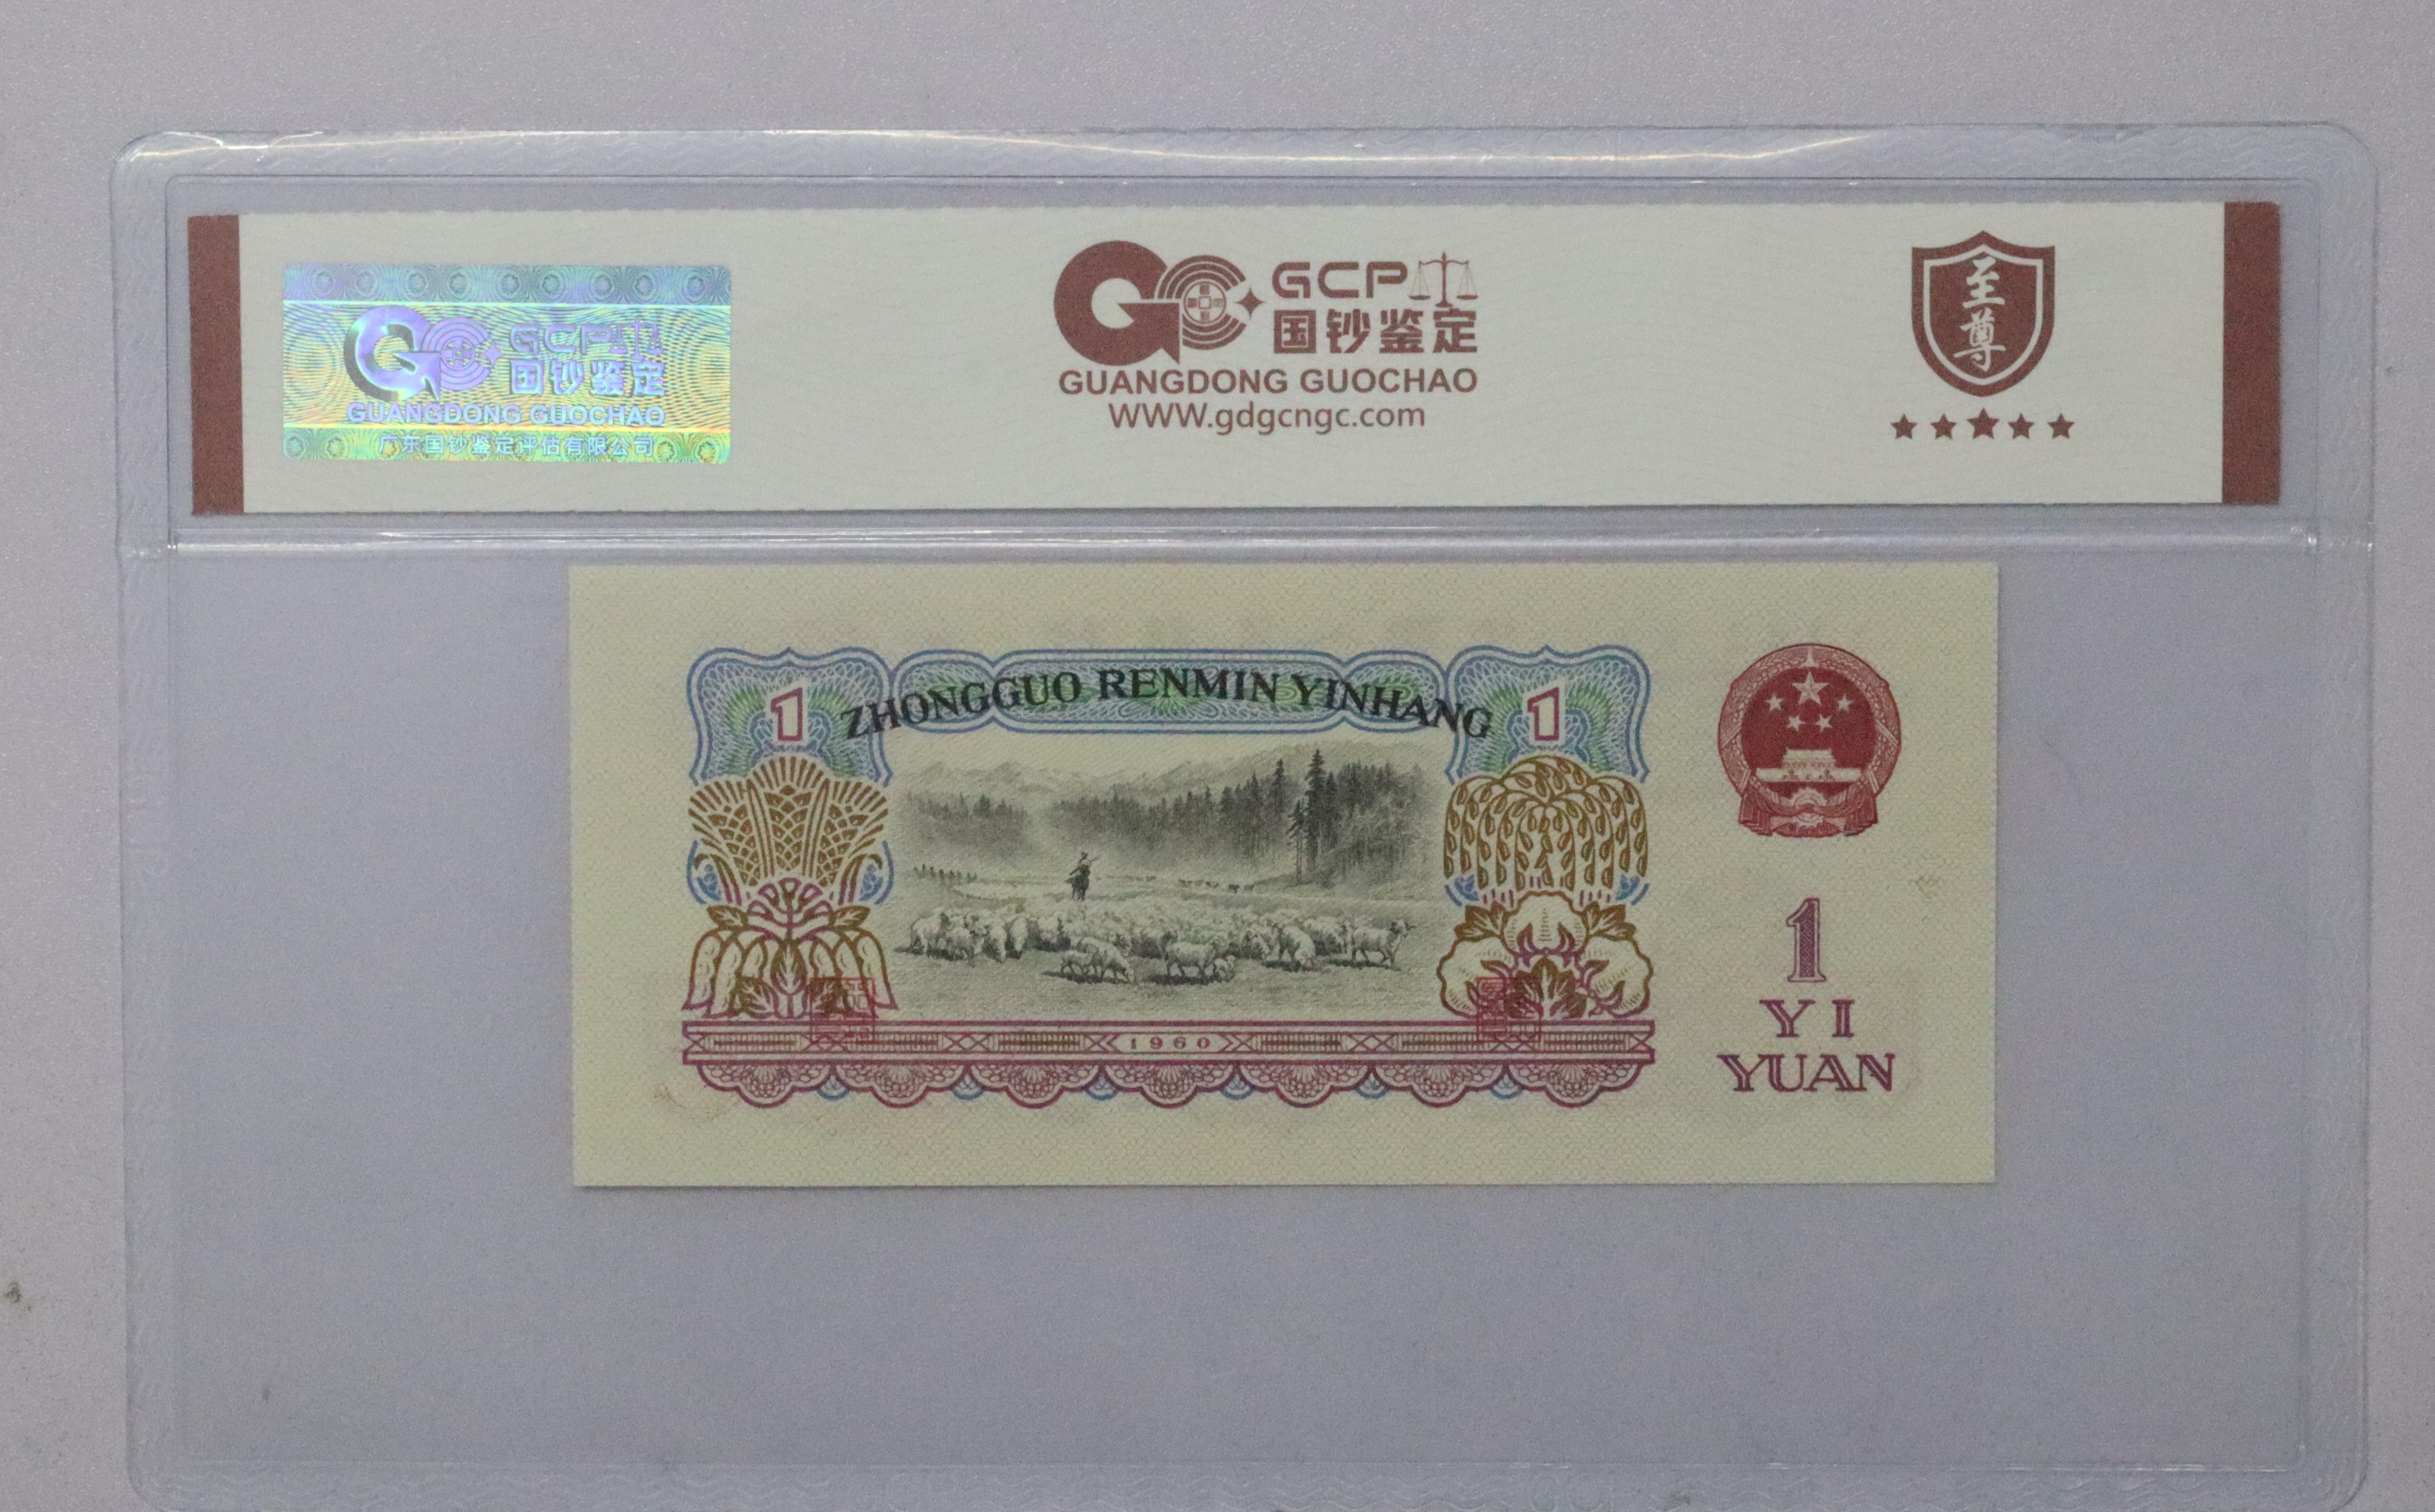 GCP
国钞鉴定
GUANGDONG GUOCHAO
广东国钞鉴定评估有限公司
GCP
国钞鉴定
GUANGDONG GUOCHAO
WWW.gdgcngc.com
至尊
1
ZHONGGUO RENMIN YINHANG
1
1960
1
YI
YUAN